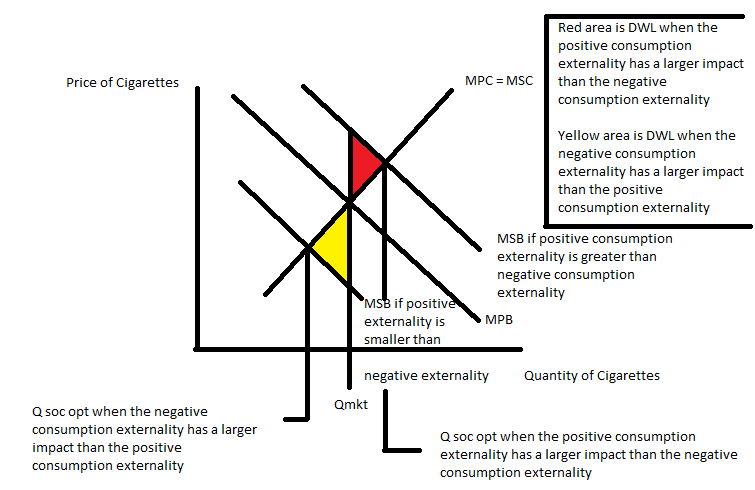 Red area is DWL when the
positive consumption
externality has a larger impact
than the negative
consumption externality
Yellow area is DWL when the
negative consumption
externality has a larger impact
than the positive
consumption externality
Price of Cigarettes
MPC = MSC
MSB if positive consumption
externality is greater than
negative consumption
externality
MSB if positive
externality is
smaller than
negative externality
MPB
Quantity of Cigarettes
Qmkt
Q soc opt when the negative
consumption externality has a larger
impact than the positive
consumption externality
Q soc opt when the positive consumption
externality has a larger impact than the negative
consumption externality